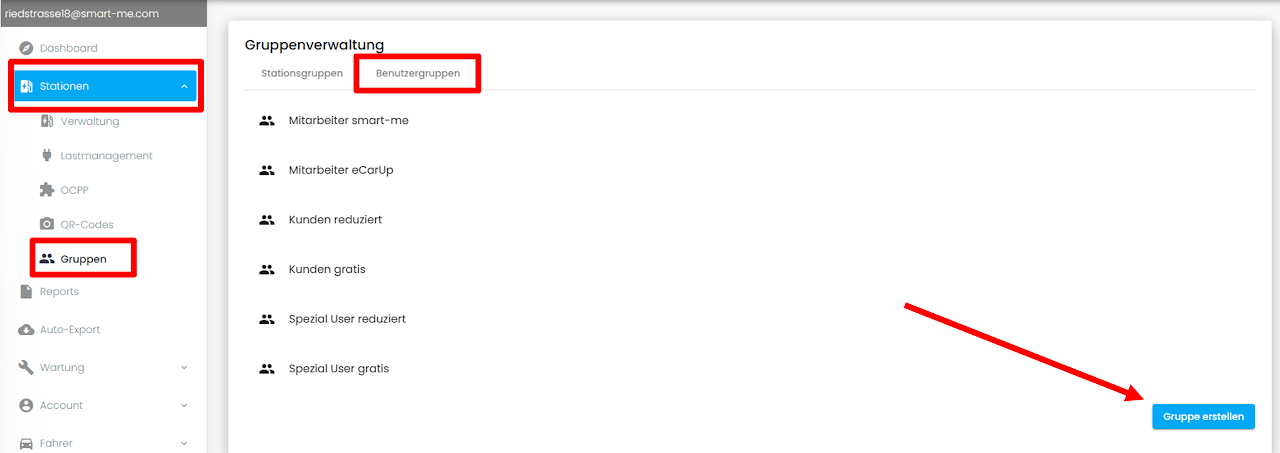 riedstrasse18@smart-me.com
Dashboard
Stationen
Verwaltung
Lastmanagement
OCPP
QR-Codes
Gruppen
Reports
Auto-Export
Wartung
Account
Fahrer
Gruppenverwaltung
Stationsgruppen
Benutzergruppen
Mitarbeiter smart-me
Mitarbeiter eCarUp
Kunden reduziert
Kunden gratis
Spezial User reduziert
Spezial User gratis
Gruppe erstellen